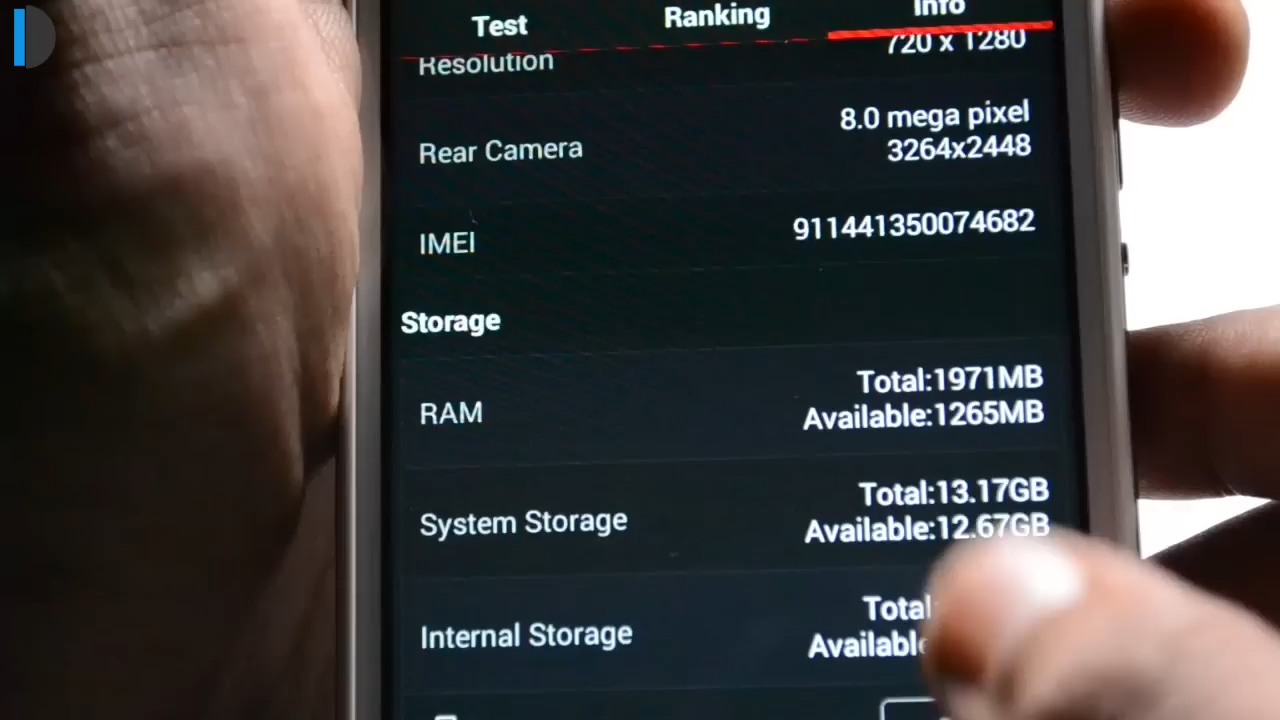 Test Ranking Info
Resolution 720 x 1280
Rear Camera 8.0 mega pixel
3264x2448
IMEI 911441350074682
Storage
RAM Total:1971MB
Available:1265MB
System Storage Total:13.17GB
Available:12.67GB
Internal Storage Total
Available